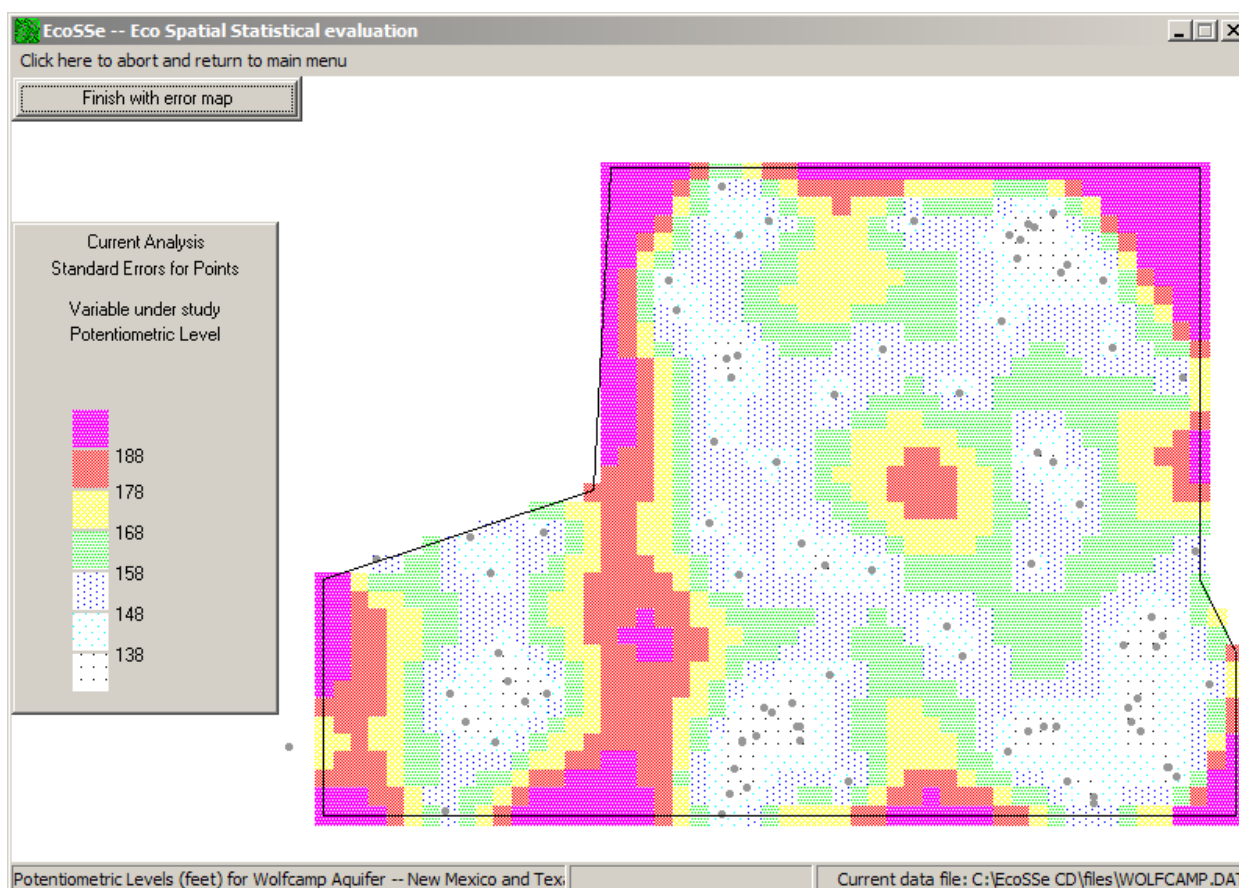 EcoSSe -- Eco Spatial Statistical evaluation
Click here to abort and return to main menu
Finish with error map
Current Analysis
Standard Errors for Points
Variable under study
Potentiometric Level
188
178
168
158
148
138
Potentiometric Levels (feet) for Wolfcamp Aquifer -- New Mexico and Texa
Current data file: C:\EcoSSe CD\files\WOLFCAMP.DAT